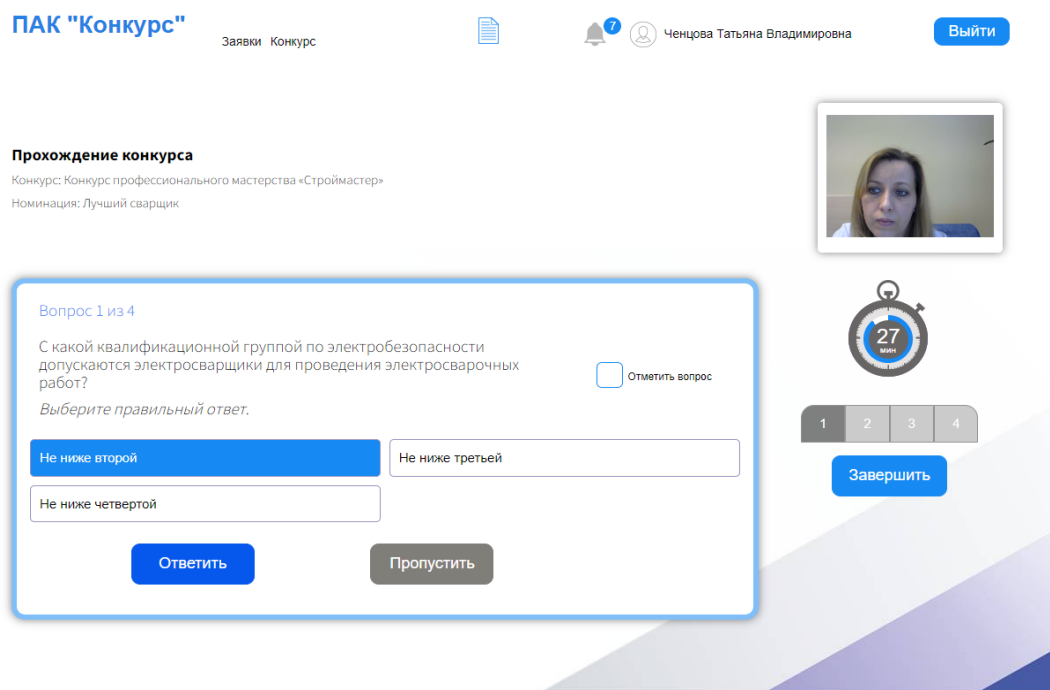 ПАК "Конкурс"
Заявки Конкурс
7
Ченцова Татьяна Владимировна
Выйти
Прохождение конкурса
Конкурс: Конкурс профессионального мастерства «Строймастер»
Номинация: Лучший сварщик
Вопрос 1 из 4
С какой квалификационной группой по электробезопасности
допускаются электросварщики для проведения электросварочных
работ?
Отметить вопрос
Выберите правильный ответ.
Не ниже второй
Не ниже третьей
Не ниже четвертой
Ответить
Пропустить
27
мин
1 2 3 4
Завершить